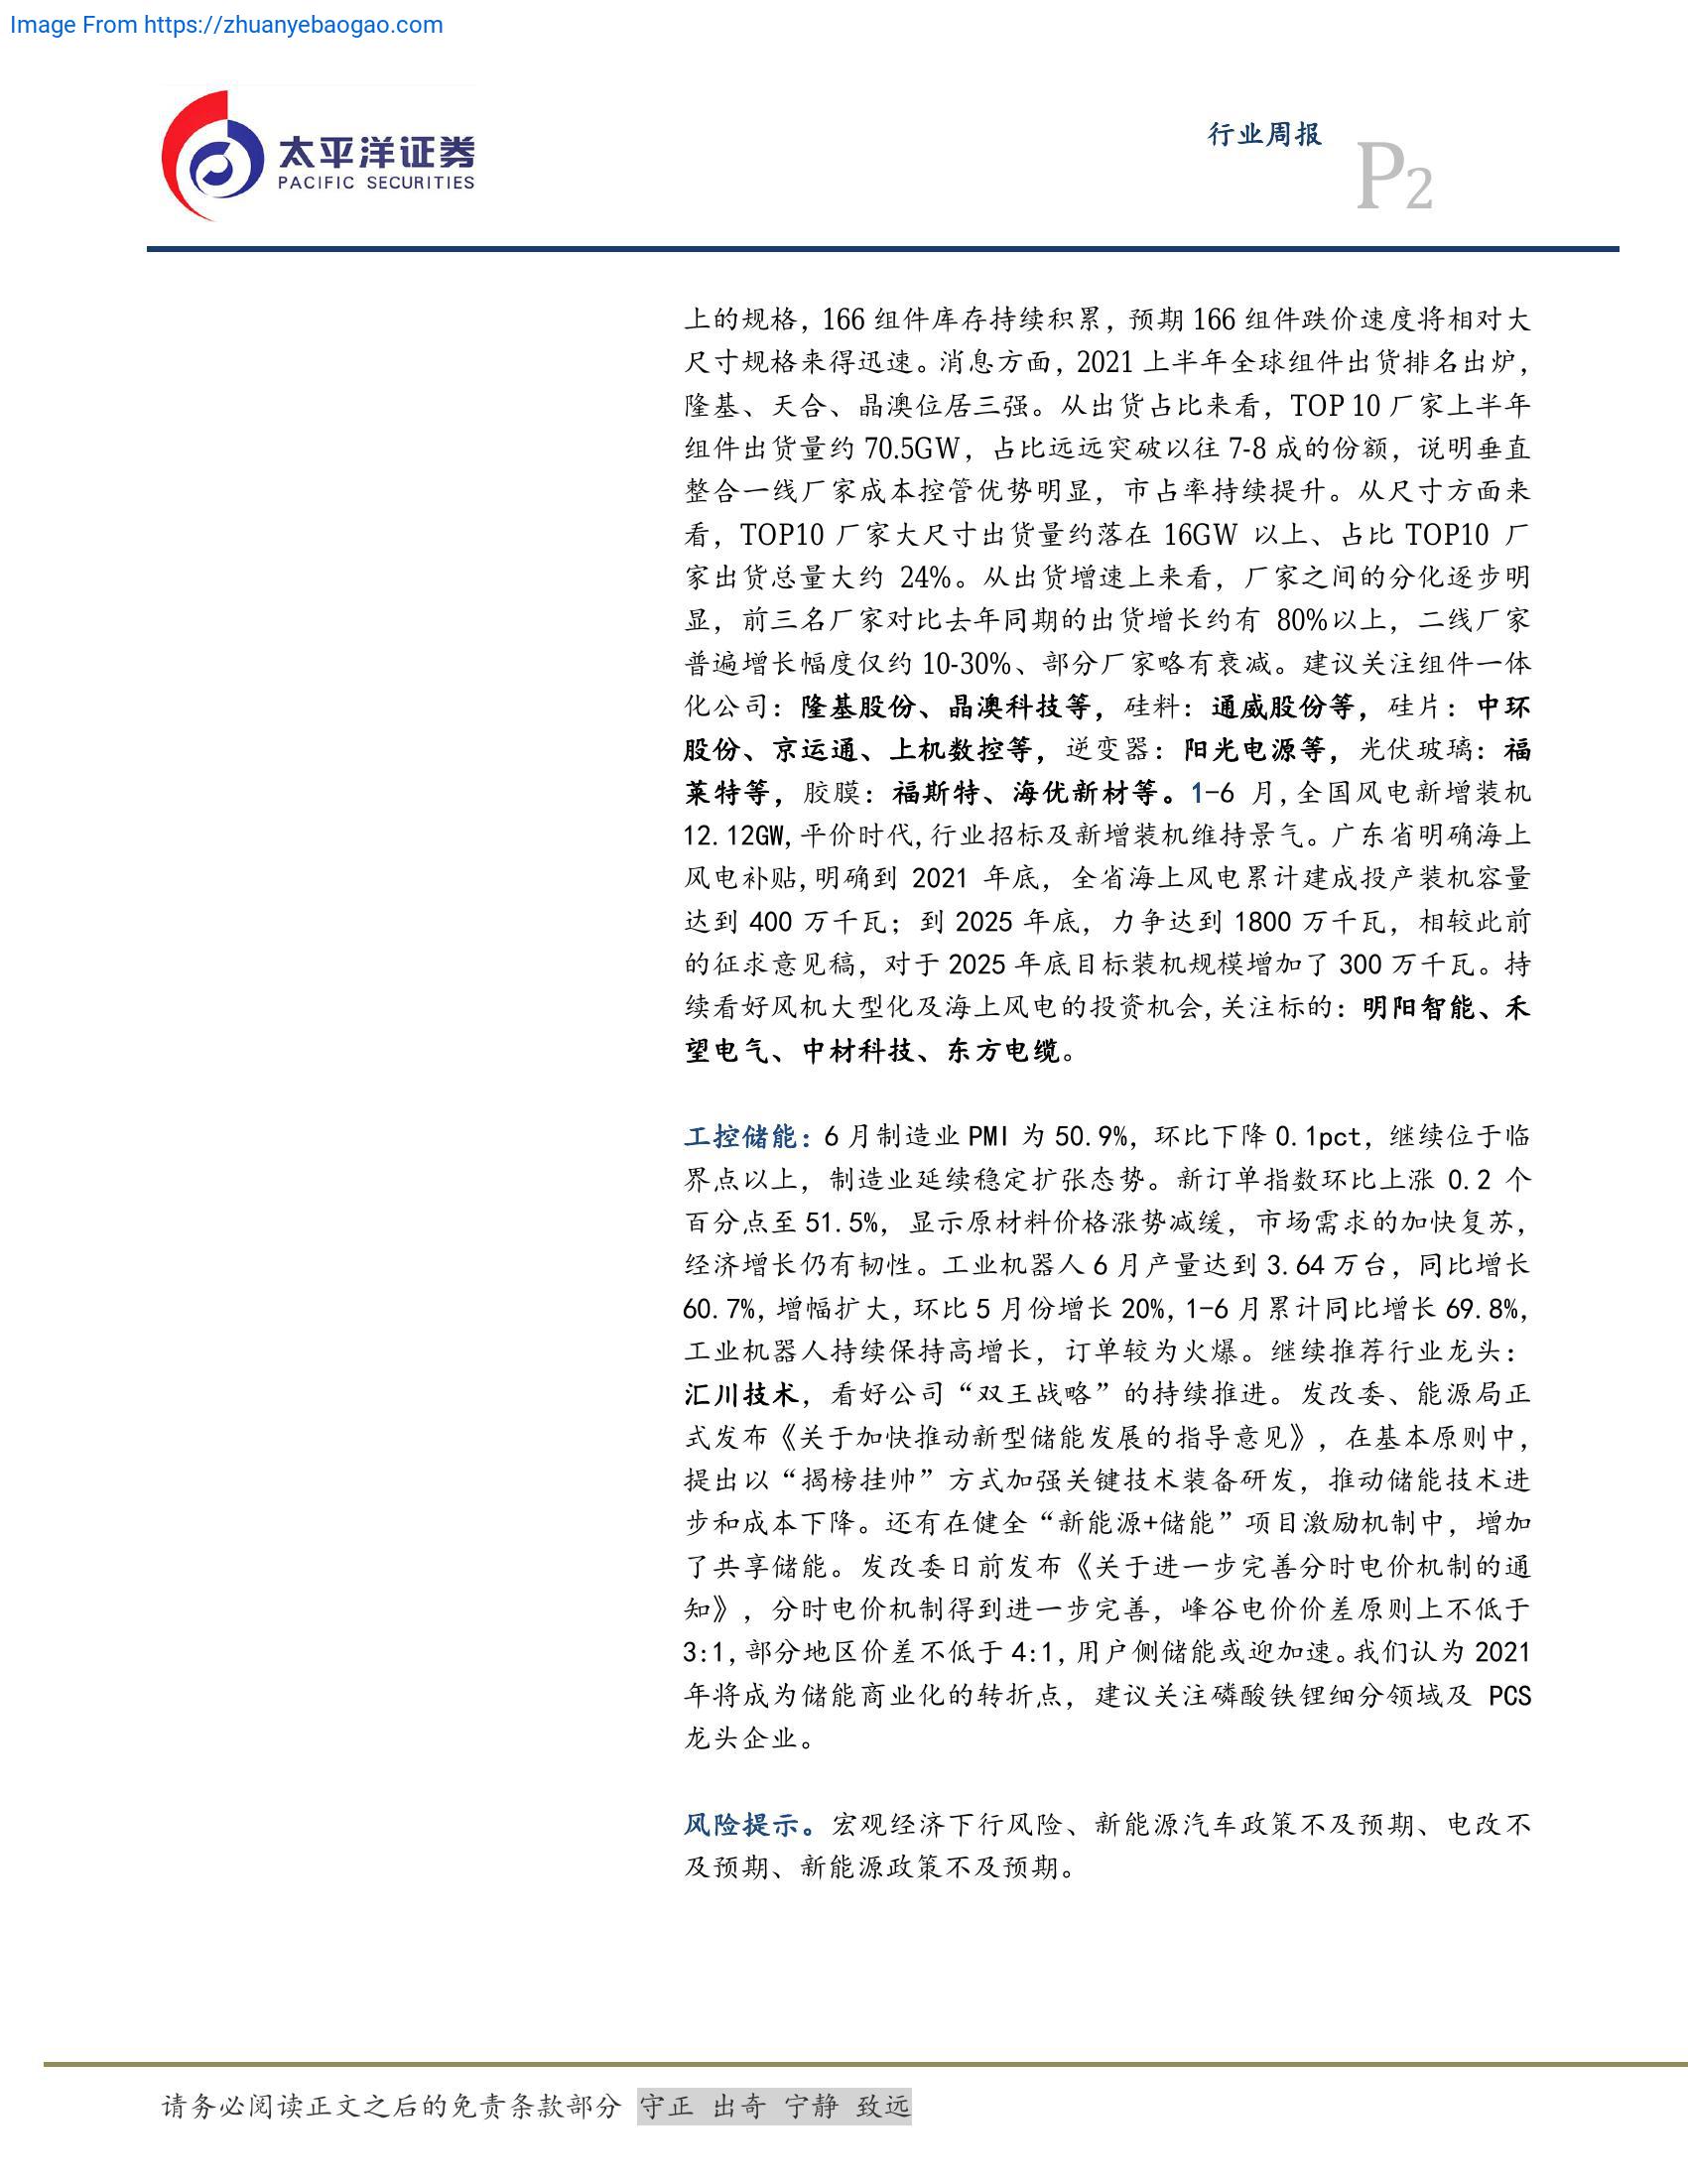 Image From https://zhuanyebaogao.com
太平洋证券
PACIFIC SECURITIES
行业周报
P2
上的规格，166 组件库存持续积累，预期 166 组件跌价速度将相对大
尺寸规格来得迅速。消息方面，2021 上半年全球组件出货排名出炉，
隆基、天合、晶澳位居三强。从出货占比来看，TOP 10 厂家上半年
组件出货量约 70.5GW，占比远远突破以往 7-8 成的份额，说明垂直
整合一线厂家成本控管优势明显，市占率持续提升。从尺寸方面来
看，TOP10 厂家大尺寸出货量约落在 16GW 以上、占比 TOP10 厂
家出货总量大约 24%。从出货增速上来看，厂家之间的分化逐步明
显，前三名厂家对比去年同期的出货增长约有 80%以上，二线厂家
普遍增长幅度仅约 10-30%、部分厂家略有衰减。建议关注组件一体
化公司：隆基股份、晶澳科技等，硅料：通威股份等，硅片：中环
股份、京运通、上机数控等，逆变器：阳光电源等，光伏玻璃：福
莱特等，胶膜：福斯特、海优新材等。1-6 月,全国风电新增装机
12.12GW,平价时代,行业招标及新增装机维持景气。广东省明确海上
风电补贴,明确到 2021 年底，全省海上风电累计建成投产装机容量
达到 400 万千瓦；到 2025 年底，力争达到 1800 万千瓦，相较此前
的征求意见稿，对于 2025 年底目标装机规模增加了 300 万千瓦。持
续看好风机大型化及海上风电的投资机会,关注标的：明阳智能、禾
望电气、中材科技、东方电缆。
工控储能：6 月制造业 PMI 为 50.9%，环比下降 0.1pct，继续位于临
界点以上，制造业延续稳定扩张态势。新订单指数环比上涨 0.2 个
百分点至 51.5%，显示原材料价格涨势减缓，市场需求的加快复苏，
经济增长仍有韧性。工业机器人 6 月产量达到 3.64 万台，同比增长
60.7%,增幅扩大,环比 5 月份增长 20%,1-6 月累计同比增长 69.8%,
工业机器人持续保持高增长，订单较为火爆。继续推荐行业龙头：
汇川技术，看好公司“双王战略”的持续推进。发改委、能源局正
式发布《关于加快推动新型储能发展的指导意见》，在基本原则中，
提出以“揭榜挂帅”方式加强关键技术装备研发，推动储能技术进
步和成本下降。还有在健全“新能源+储能”项目激励机制中，增加
了共享储能。发改委日前发布《关于进一步完善分时电价机制的通
知》，分时电价机制得到进一步完善，峰谷电价价差原则上不低于
3:1,部分地区价差不低于 4:1,用户侧储能或迎加速。我们认为 2021
年将成为储能商业化的转折点，建议关注磷酸铁锂细分领域及 PCS
龙头企业。
风险提示。宏观经济下行风险、新能源汽车政策不及预期、电改不
及预期、新能源政策不及预期。
请务必阅读正文之后的免责条款部分 守正 出奇 宁静 致远